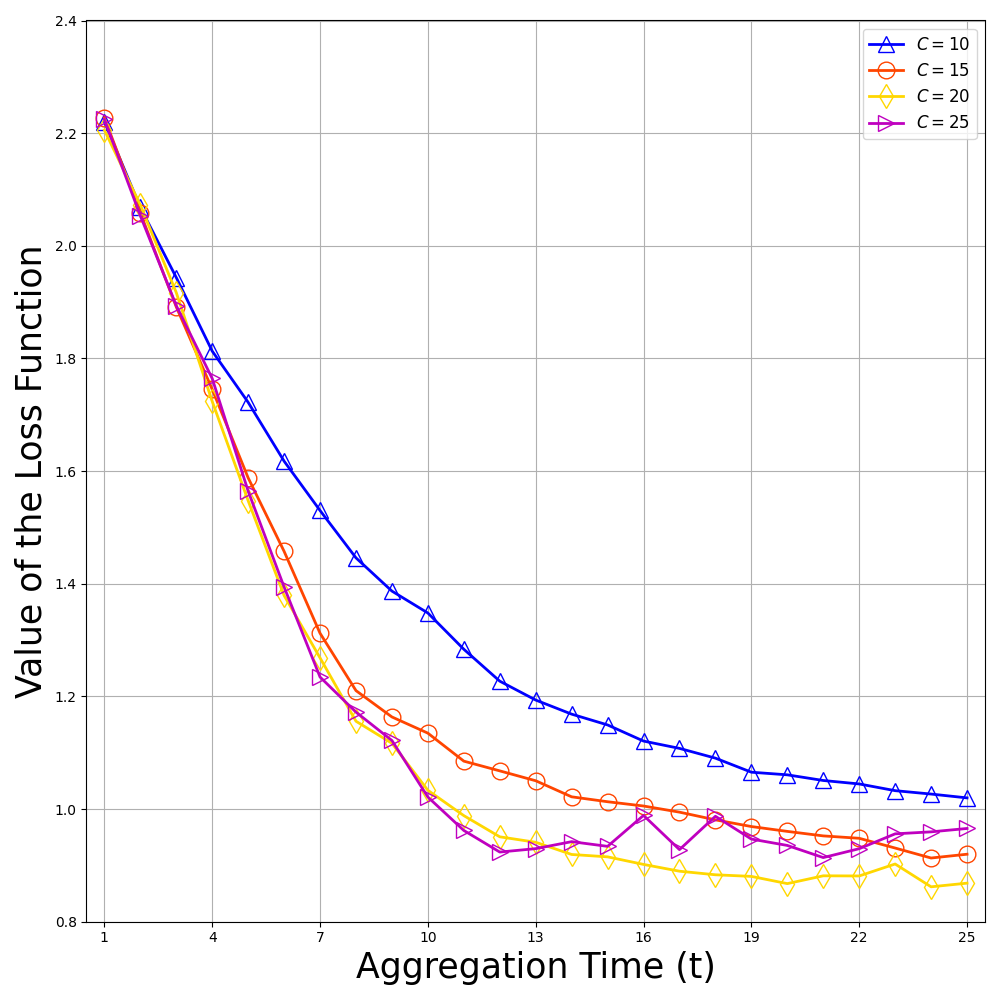 2.4
2.2
2.0
1.8
1.6
1.4
1.2
1.0
0.8
Value of the Loss Function
C = 10
C = 15
C = 20
C = 25
1 4 7 10 13 16 19 22 25
Aggregation Time (t)